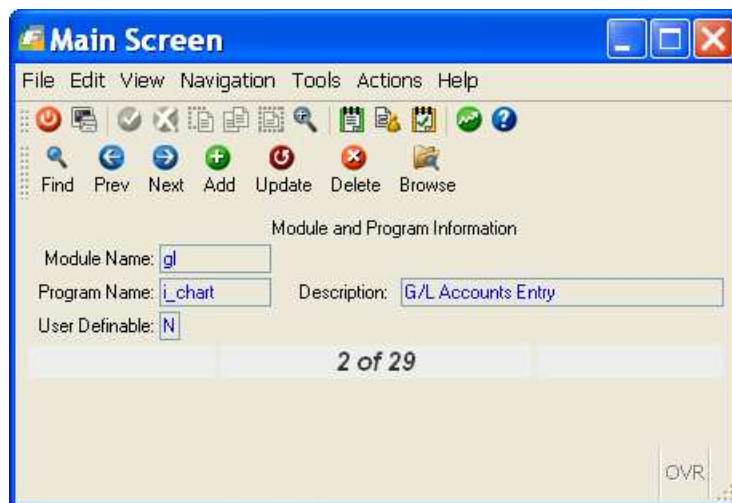 Main Screen
File Edit View Navigation Tools Actions Help
Find Prev Next Add Update Delete Browse
Module and Program Information
Module Name: gl
Program Name: i_chart Description: G/L Accounts Entry
User Definable: N
2 of 29
OVR